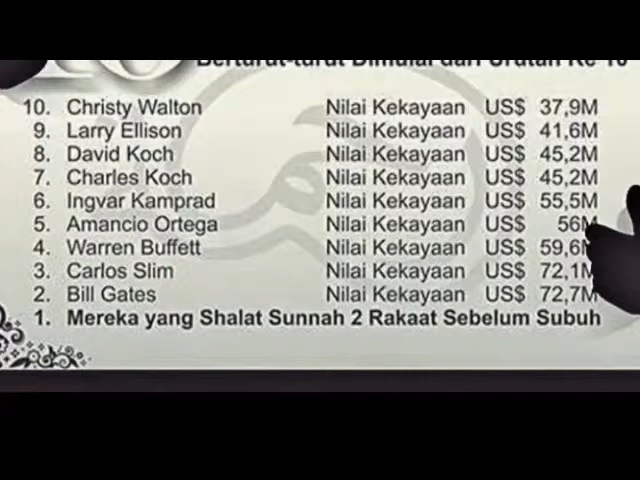 Berturut-turut Dimulai dari Urutan Ke 10
10. Christy Walton Nilai Kekayaan US$ 37,9M
9. Larry Ellison Nilai Kekayaan US$ 41,6M
8. David Koch Nilai Kekayaan US$ 45,2M
7. Charles Koch Nilai Kekayaan US$ 45,2M
6. Ingvar Kamprad Nilai Kekayaan US$ 55,5M
5. Amancio Ortega Nilai Kekayaan US$ 56M
4. Warren Buffett Nilai Kekayaan US$ 59,6M
3. Carlos Slim Nilai Kekayaan US$ 72,1M
2. Bill Gates Nilai Kekayaan US$ 72,7M
1. Mereka yang Shalat Sunnah 2 Rakaat Sebelum Subuh